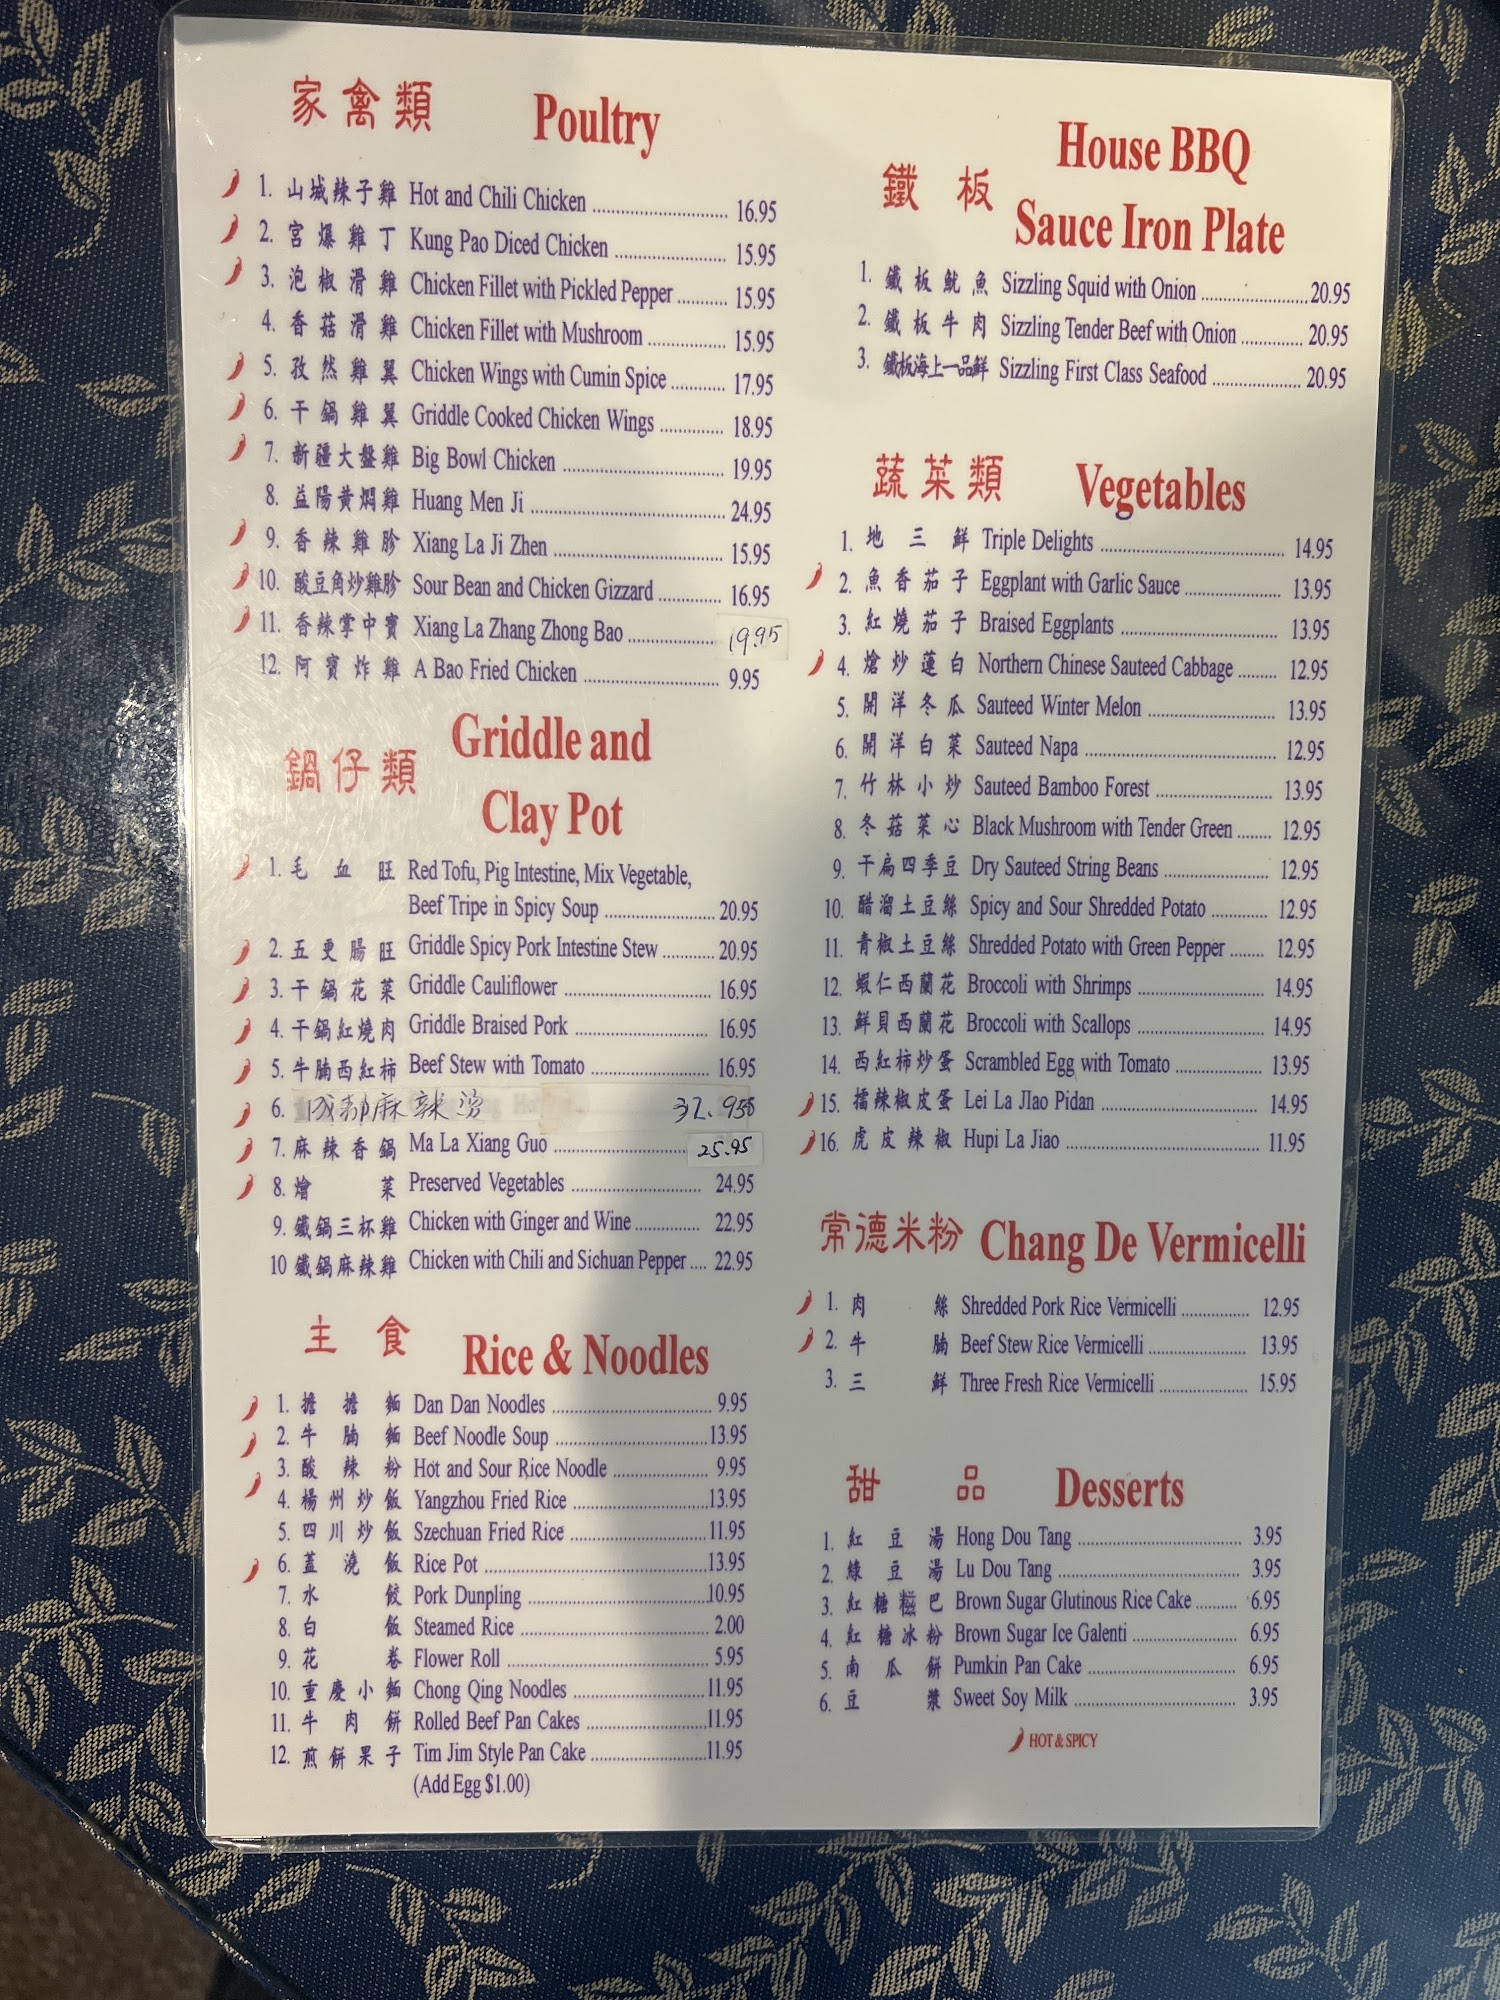 家禽類 Poultry
1. 山城辣子雞 Hot and Chili Chicken 16.95
2. 宮爆雞丁 Kung Pao Diced Chicken 15.95
3. 泡椒滑雞 Chicken Fillet with Pickled Pepper 15.95
4. 香菇滑雞 Chicken Fillet with Mushroom 15.95
5. 孜然雞翼 Chicken Wings with Cumin Spice 17.95
6. 干鍋雞翼 Griddle Cooked Chicken Wings 18.95
7. 新疆大盤雞 Big Bowl Chicken 19.95
8. 益陽黃焖雞 Huang Men Ji 24.95
9. 香辣雞胗 Xiang La Ji Zhen 15.95
10. 酸豆角炒雞胗 Sour Bean and Chicken Gizzard 16.95
11. 香辣掌中寶 Xiang La Zhang Zhong Bao 19.95
12. 阿寶炸雞 A Bao Fried Chicken 9.95
鍋仔類 Griddle and
Clay Pot
1. 毛血旺 Red Tofu, Pig Intestine, Mix Vegetable,
Beef Tripe in Spicy Soup 20.95
2. 五更腸旺 Griddle Spicy Pork Intestine Stew 20.95
3. 干鍋花菜 Griddle Cauliflower 16.95
4. 干鍋紅燒肉 Griddle Braised Pork 16.95
5. 牛腩西紅柿 Beef Stew with Tomato 16.95
6. 成都麻辣燙
7. 麻辣香鍋 Ma La Xiang Guo 25.95
8. 燴菜 Preserved Vegetables 24.95
9. 鐵鍋三杯雞 Chicken with Ginger and Wine 22.95
10 鐵鍋麻辣雞 Chicken with Chili and Sichuan Pepper 22.95
主食 Rice & Noodles
1. 擔擔麵 Dan Dan Noodles 9.95
2. 牛腩麵 Beef Noodle Soup 13.95
3. 酸辣粉 Hot and Sour Rice Noodle 9.95
4. 楊州炒飯 Yangzhou Fried Rice 13.95
5. 四川炒飯 Szechuan Fried Rice 11.95
6. 蓋澆飯 Rice Pot 13.95
7. 水餃 Pork Dunpling 10.95
8. 白飯 Steamed Rice 2.00
9. 花卷 Flower Roll 5.95
10. 重慶小麵 Chong Qing Noodles 11.95
11. 牛肉餅 Rolled Beef Pan Cakes 11.95
12. 煎餅果子 Tim Jim Style Pan Cake 11.95
(Add Egg $1.00)
鐵板 House BBQ
Sauce Iron Plate
1. 鐵板魷魚 Sizzling Squid with Onion 20.95
2. 鐵板牛肉 Sizzling Tender Beef with Onion 20.95
3. 鐵板海上一品鮮 Sizzling First Class Seafood 20.95
蔬菜類 Vegetables
1. 地三鮮 Triple Delights 14.95
2. 魚香茄子 Eggplant with Garlic Sauce 13.95
3. 紅燒茄子 Braised Eggplants 13.95
4. 熗炒蓮白 Northern Chinese Sauteed Cabbage 12.95
5. 開洋冬瓜 Sauteed Winter Melon 13.95
6. 開洋白菜 Sauteed Napa 12.95
7. 竹林小炒 Sauteed Bamboo Forest 13.95
8. 冬菇菜心 Black Mushroom with Tender Green 12.95
9. 干扁四季豆 Dry Sauteed String Beans 12.95
10. 醋溜土豆絲 Spicy and Sour Shredded Potato 12.95
11. 青椒土豆絲 Shredded Potato with Green Pepper 12.95
12. 蝦仁西蘭花 Broccoli with Shrimps 14.95
13. 鮮貝西蘭花 Broccoli with Scallops 14.95
14. 西紅柿炒蛋 Scrambled Egg with Tomato 13.95
15. 擂辣椒皮蛋 Lei La JIao Pidan 14.95
16. 虎皮辣椒 Hupi La Jiao 11.95
常德米粉 Chang De Vermicelli
1. 肉絲 Shredded Pork Rice Vermicelli 12.95
2. 牛腩 Beef Stew Rice Vermicelli 13.95
3. 三鮮 Three Fresh Rice Vermicelli 15.95
甜品 Desserts
1. 紅豆湯 Hong Dou Tang 3.95
2. 綠豆湯 Lu Dou Tang 3.95
3. 紅糖糍巴 Brown Sugar Glutinous Rice Cake 6.95
4. 紅糖冰粉 Brown Sugar Ice Galenti 6.95
5. 南瓜餅 Pumkin Pan Cake 6.95
6. 豆漿 Sweet Soy Milk 3.95
HOT & SPICY